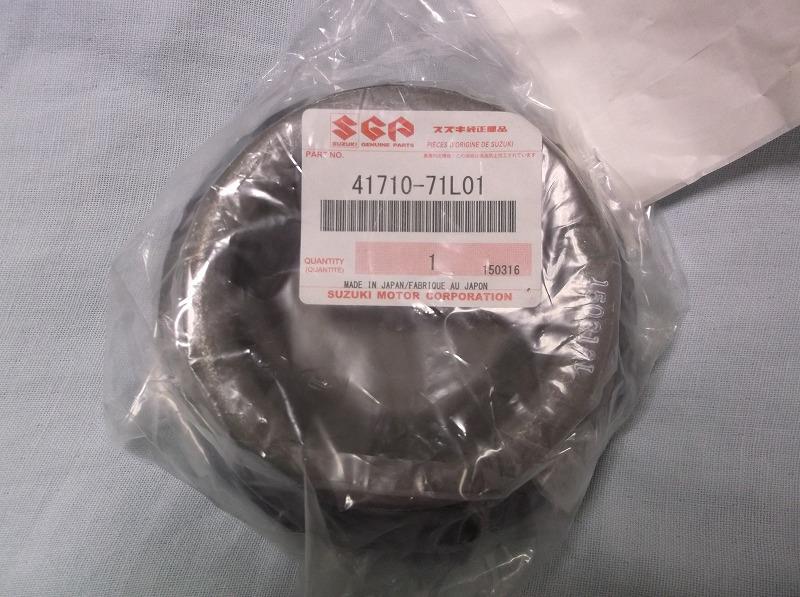 SGP
SUZUKI GENUINE PARTS
スズキ純正部品
PIÈCES D'ORIGINE DE SUZUKI
PART NO.
41710-71L01
QUANTITY
(QUANTITÉ)
1
150316
MADE IN JAPAN/FABRIQUE AU JAPON
SUZUKI MOTOR CORPORATION